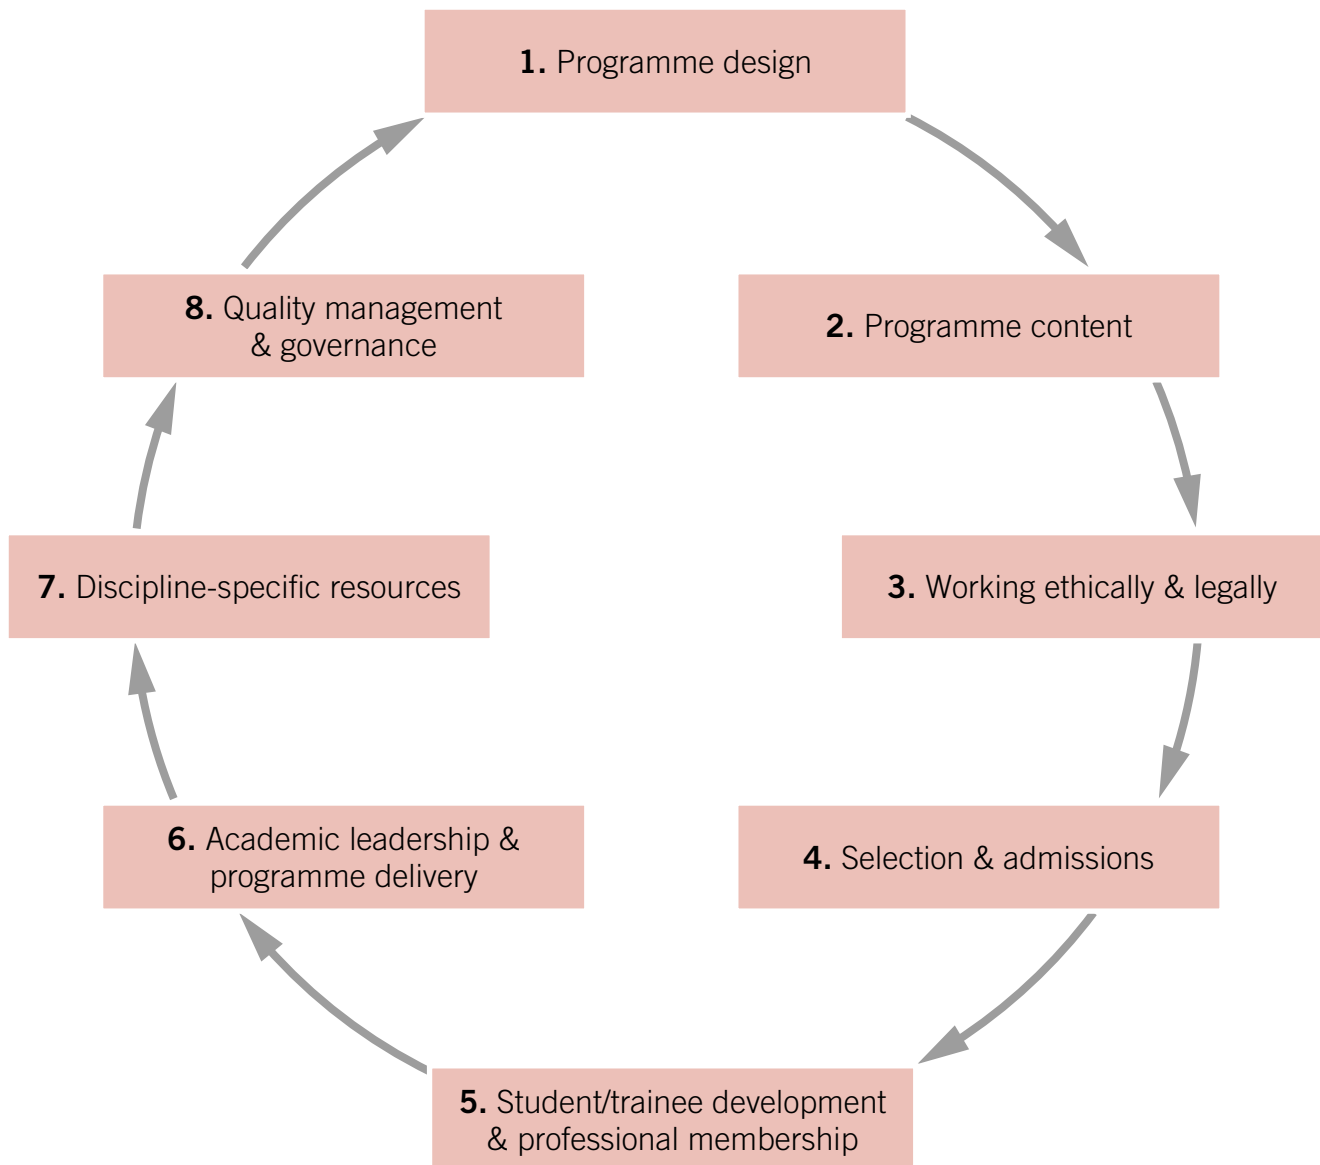 1. Programme design
2. Programme content
3. Working ethically & legally
4. Selection & admissions
5. Student/trainee development
& professional membership
6. Academic leadership &
programme delivery
7. Discipline-specific resources
8. Quality management
& governance